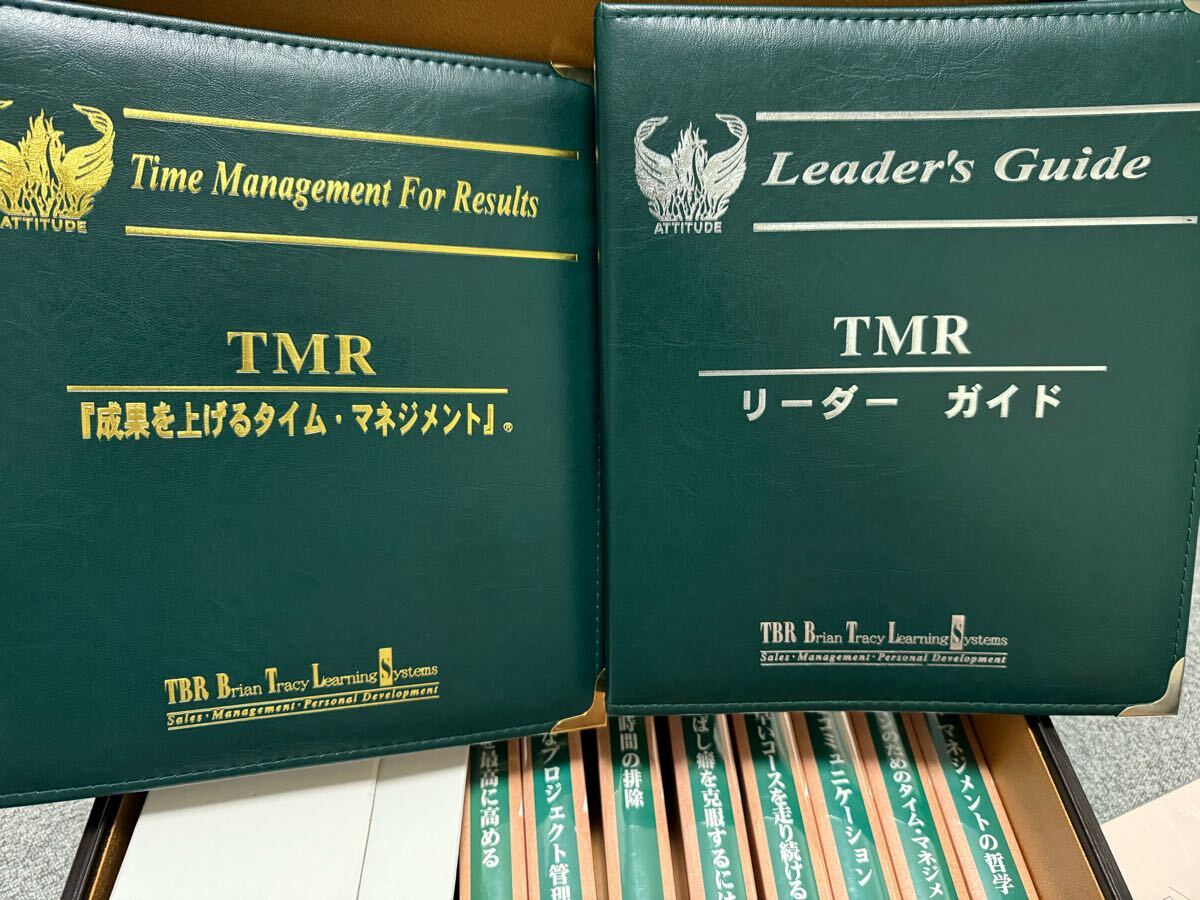 ATTITUDE
Time Management For Results
TMR
『成果を上げるタイム・マネジメント』®
TBR Brian Tracy Learning Systems
Sales・Management・Personal Development
ATTITUDE
Leader's Guide
TMR
リーダー ガイド
TBR Brian Tracy Learning Systems
Sales・Management・Personal Development
マネジメントの哲学
のためのタイム・マネジメ
コミュニケーション
いコースを走り続ける
ばし癖を克服するには
時間の排除
なプロジェクト管理
最高に高める